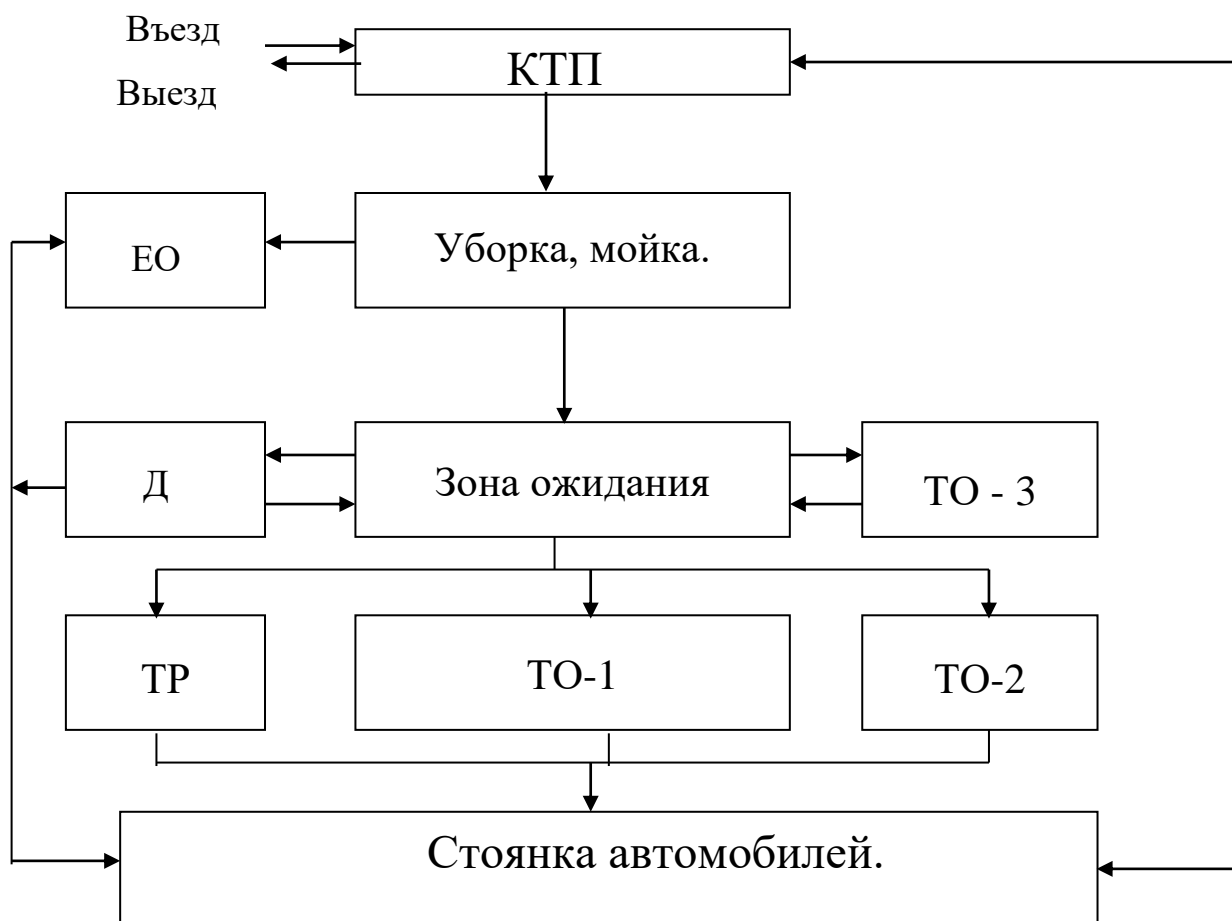 Въезд
КТП
Выезд
ЕО
Уборка, мойка.
Д
Зона ожидания
ТО - 3
ТР
ТО-1
ТО-2
Стоянка автомобилей.